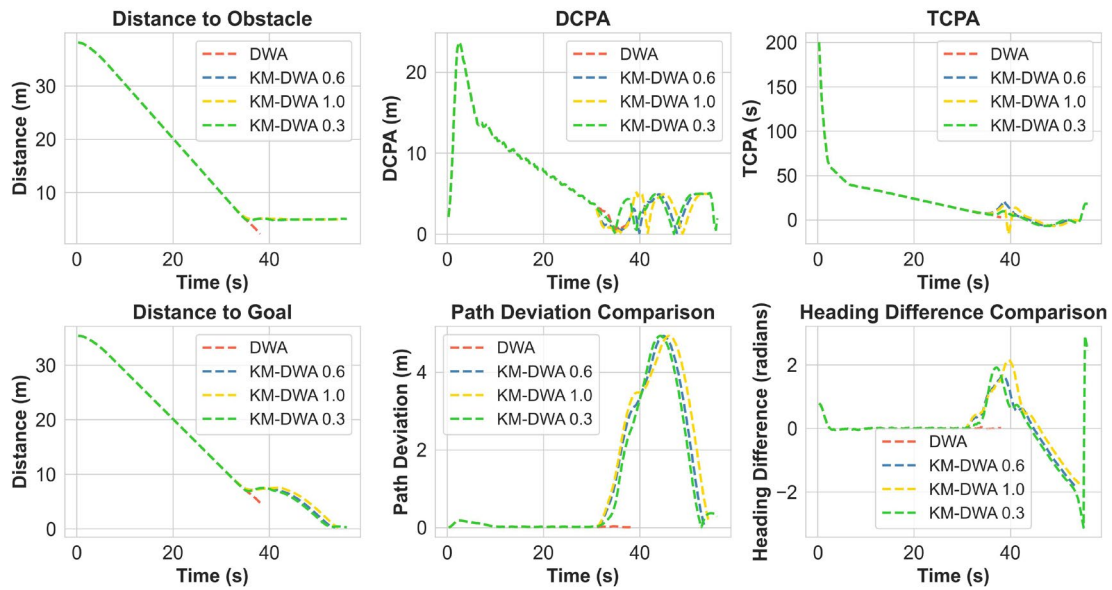 Distance to Obstacle
Distance (m)
30
20
10
0
20
40
Time (s)
DWA
KM-DWA 0.6
KM-DWA 1.0
KM-DWA 0.3
DCPA
DCPA (m)
20
10
0
0
20
40
Time (s)
DWA
KM-DWA 0.6
KM-DWA 1.0
KM-DWA 0.3
TCPA
TCPA (s)
200
150
100
50
0
0
20
40
Time (s)
DWA
KM-DWA 0.6
KM-DWA 1.0
KM-DWA 0.3
Distance to Goal
Distance (m)
30
20
10
0
0
20
40
Time (s)
DWA
KM-DWA 0.6
KM-DWA 1.0
KM-DWA 0.3
Path Deviation Comparison
Path Deviation (m)
4
2
0
0
20
40
Time (s)
DWA
KM-DWA 0.6
KM-DWA 1.0
KM-DWA 0.3
Heading Difference Comparison
Heading Difference (radians)
2
0
−2
0
20
40
Time (s)
DWA
KM-DWA 0.6
KM-DWA 1.0
KM-DWA 0.3